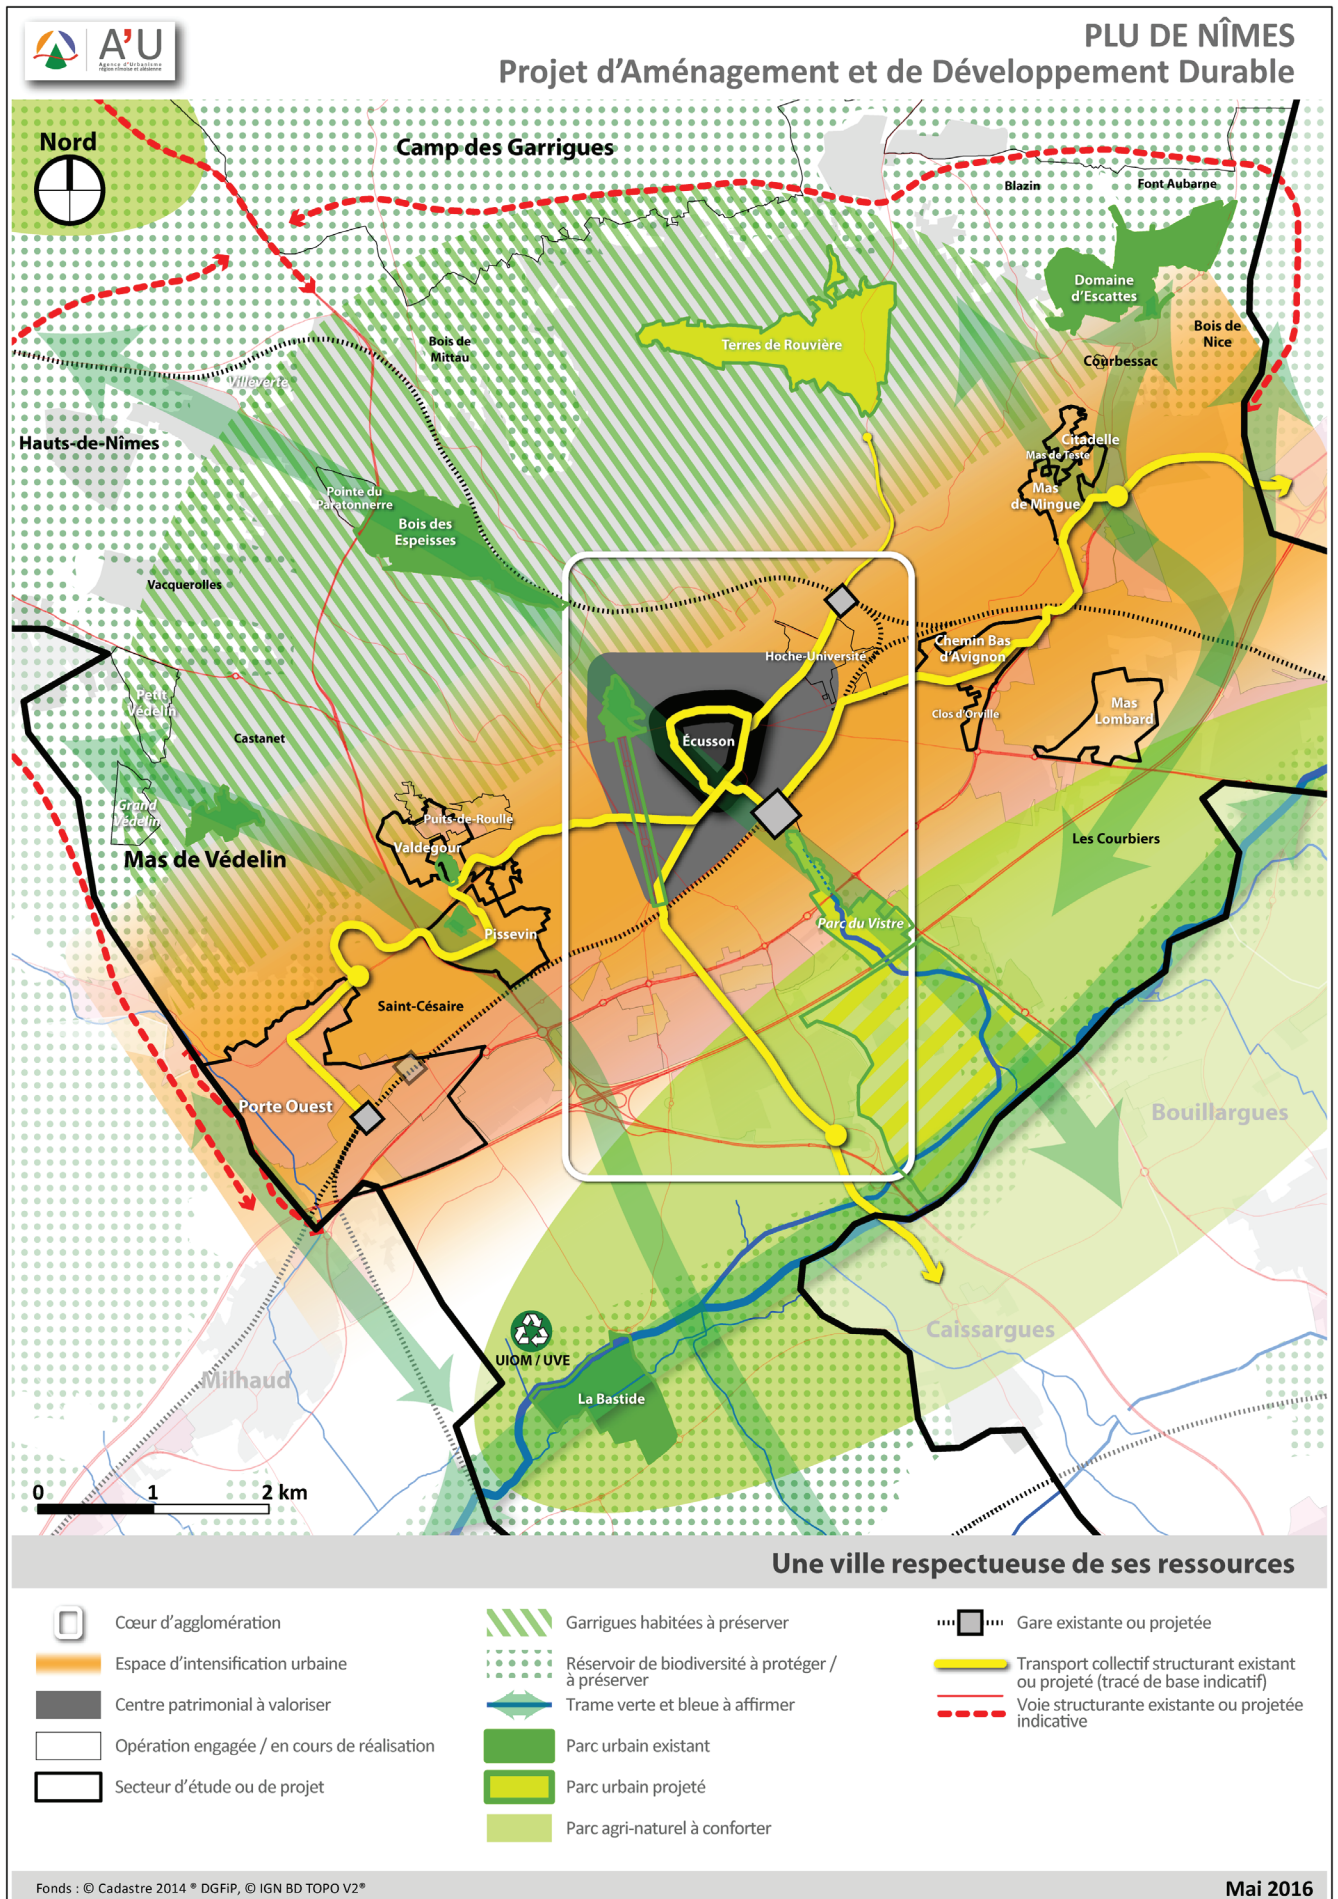 A'U
Agence d'Urbanisme
région nîmoise et alésienne
PLU DE NÎMES
Projet d'Aménagement et de Développement Durable
Nord
Camp des Garrigues
Blazin
Font Aubarne
Domaine
d'Escattes
Bois de
Nice
Courbessac
Terres de Rouvière
Bois de
Mittau
Villeverte
Hauts-de-Nîmes
Citadelle
Mas de Teste
Mas
de Mingue
Pointe du
Paratonnerre
Bois des
Espeisses
Vacquerolles
Hoche-Université
Chemin Bas
d'Avignon
Clos d'Orville
Mas
Lombard
Petit
Védelin
Castanet
Écusson
Grand
Védelin
Mas de Védelin
Puits-de-Roulle
Valdegour
Les Courbiers
Pissevin
Parc du Vistre
Saint-Césaire
Porte Ouest
Bouillargues
Caissargues
Milhaud
UIOM / UVE
La Bastide
0 1 2 km
Une ville respectueuse de ses ressources
Cœur d'agglomération
Espace d'intensification urbaine
Centre patrimonial à valoriser
Opération engagée / en cours de réalisation
Secteur d'étude ou de projet
Garrigues habitées à préserver
Réservoir de biodiversité à protéger /
à préserver
Trame verte et bleue à affirmer
Parc urbain existant
Parc urbain projeté
Parc agri-naturel à conforter
Gare existante ou projetée
Transport collectif structurant existant
ou projeté (tracé de base indicatif)
Voie structurante existante ou projetée
indicative
Fonds : © Cadastre 2014 ® DGFiP, © IGN BD TOPO V2®
Mai 2016